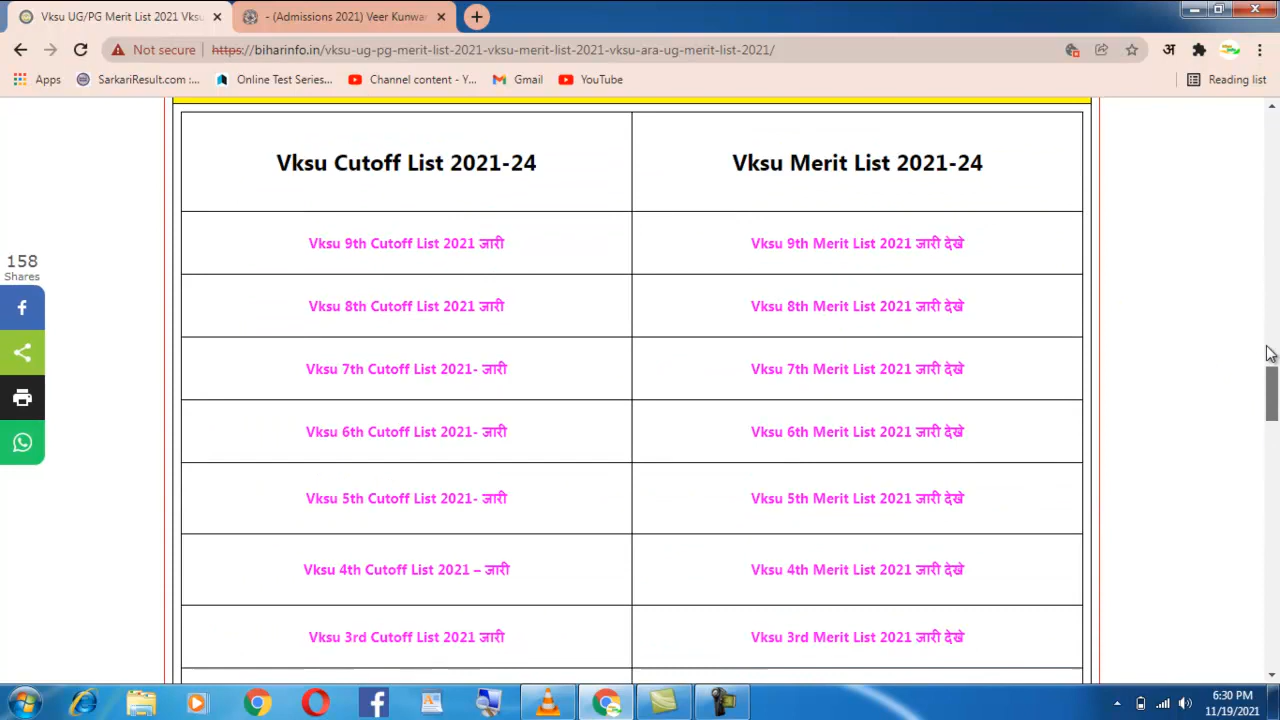 Vksu UG/PG Merit List 2021 Vksu
- (Admissions 2021) Veer Kunwar
Not secure
https://biharinfo.in/vksu-ug-pg-merit-list-2021-vksu-merit-list-2021-vksu-ara-ug-merit-list-2021/
अ
Apps
SarkariResult.com :...
Online Test Series...
Channel content - Y...
Gmail
YouTube
Reading list
Vksu Cutoff List 2021-24
Vksu Merit List 2021-24
Vksu 9th Cutoff List 2021 जारी
Vksu 9th Merit List 2021 जारी देखे
Vksu 8th Cutoff List 2021 जारी
Vksu 8th Merit List 2021 जारी देखे
Vksu 7th Cutoff List 2021- जारी
Vksu 7th Merit List 2021 जारी देखे
Vksu 6th Cutoff List 2021- जारी
Vksu 6th Merit List 2021 जारी देखे
Vksu 5th Cutoff List 2021- जारी
Vksu 5th Merit List 2021 जारी देखे
Vksu 4th Cutoff List 2021 – जारी
Vksu 4th Merit List 2021 जारी देखे
Vksu 3rd Cutoff List 2021 जारी
Vksu 3rd Merit List 2021 जारी देखे
158
Shares
6:30 PM
11/19/2021